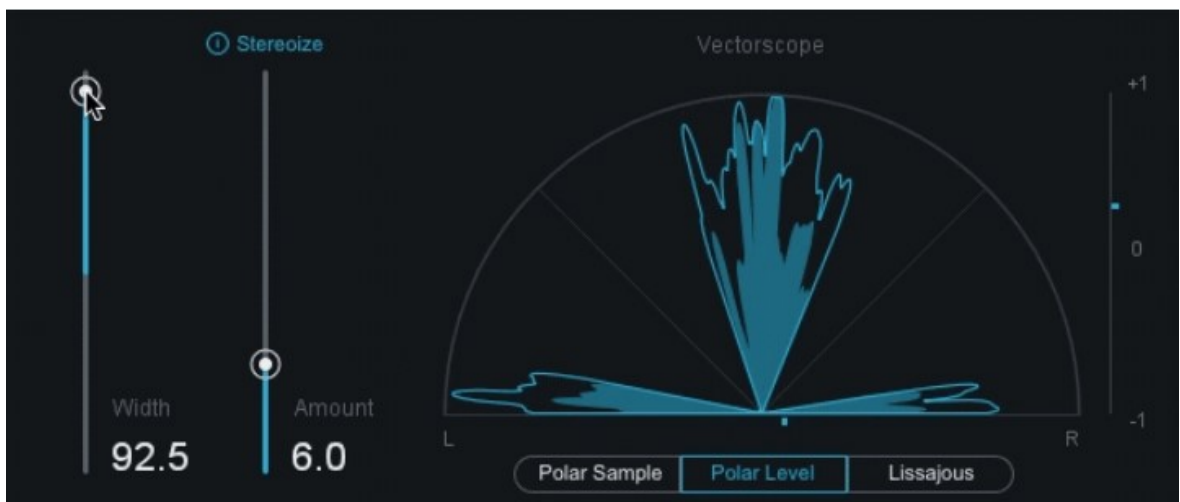 Stereoize
Vectorscope
+1
0
-1
Width
92.5
Amount
6.0
L
R
Polar Sample
Polar Level
Lissajous